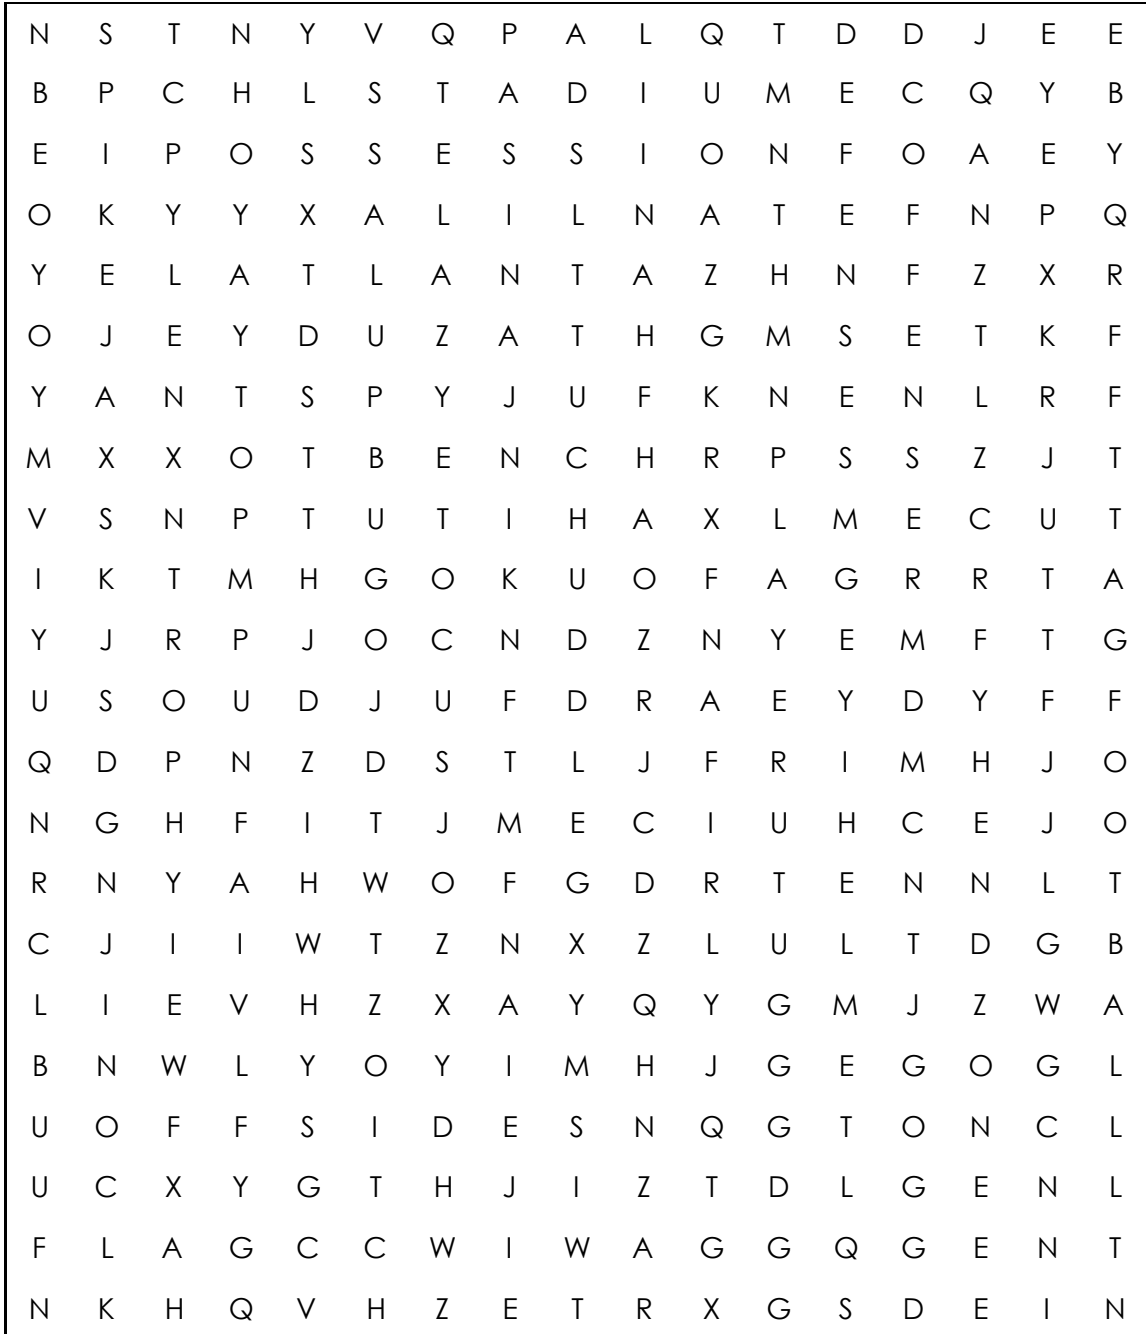 N S T N Y V Q P A L Q T D D J E E
B P C H L S T A D I U M E C Q Y B
E I P O S S E S S I O N F O A E Y
O K Y Y X A L I L N A T E F N P Q
Y E L A T L A N T A Z H N F Z X R
O J E Y D U Z A T H G M S E T K F
Y A N T S P Y J U F K N E N L R F
M X X O T B E N C H R P S S Z J T
V S N P T U T I H A X L M E C U T
I K T M H G O K U O F A G R R T A
Y J R P J O C N D Z N Y E M F T G
U S O U D J U F D R A E Y D Y F F
Q D P N Z D S T L J F R I M H J O
N G H F I T J M E C I U H C E J O
R N Y A H W O F G D R T E N N L T
C J I I W T Z N X Z L U L T D G B
L I E V H Z X A Y Q Y G M J Z W A
B N W L Y O Y I M H J G E G O G L
U O F F S I D E S N Q G T O N C L
U C X Y G T H J I Z T D L G E N L
F L A G C C W I W A G G Q G E N T
N K H Q V H Z E T R X G S D E I N